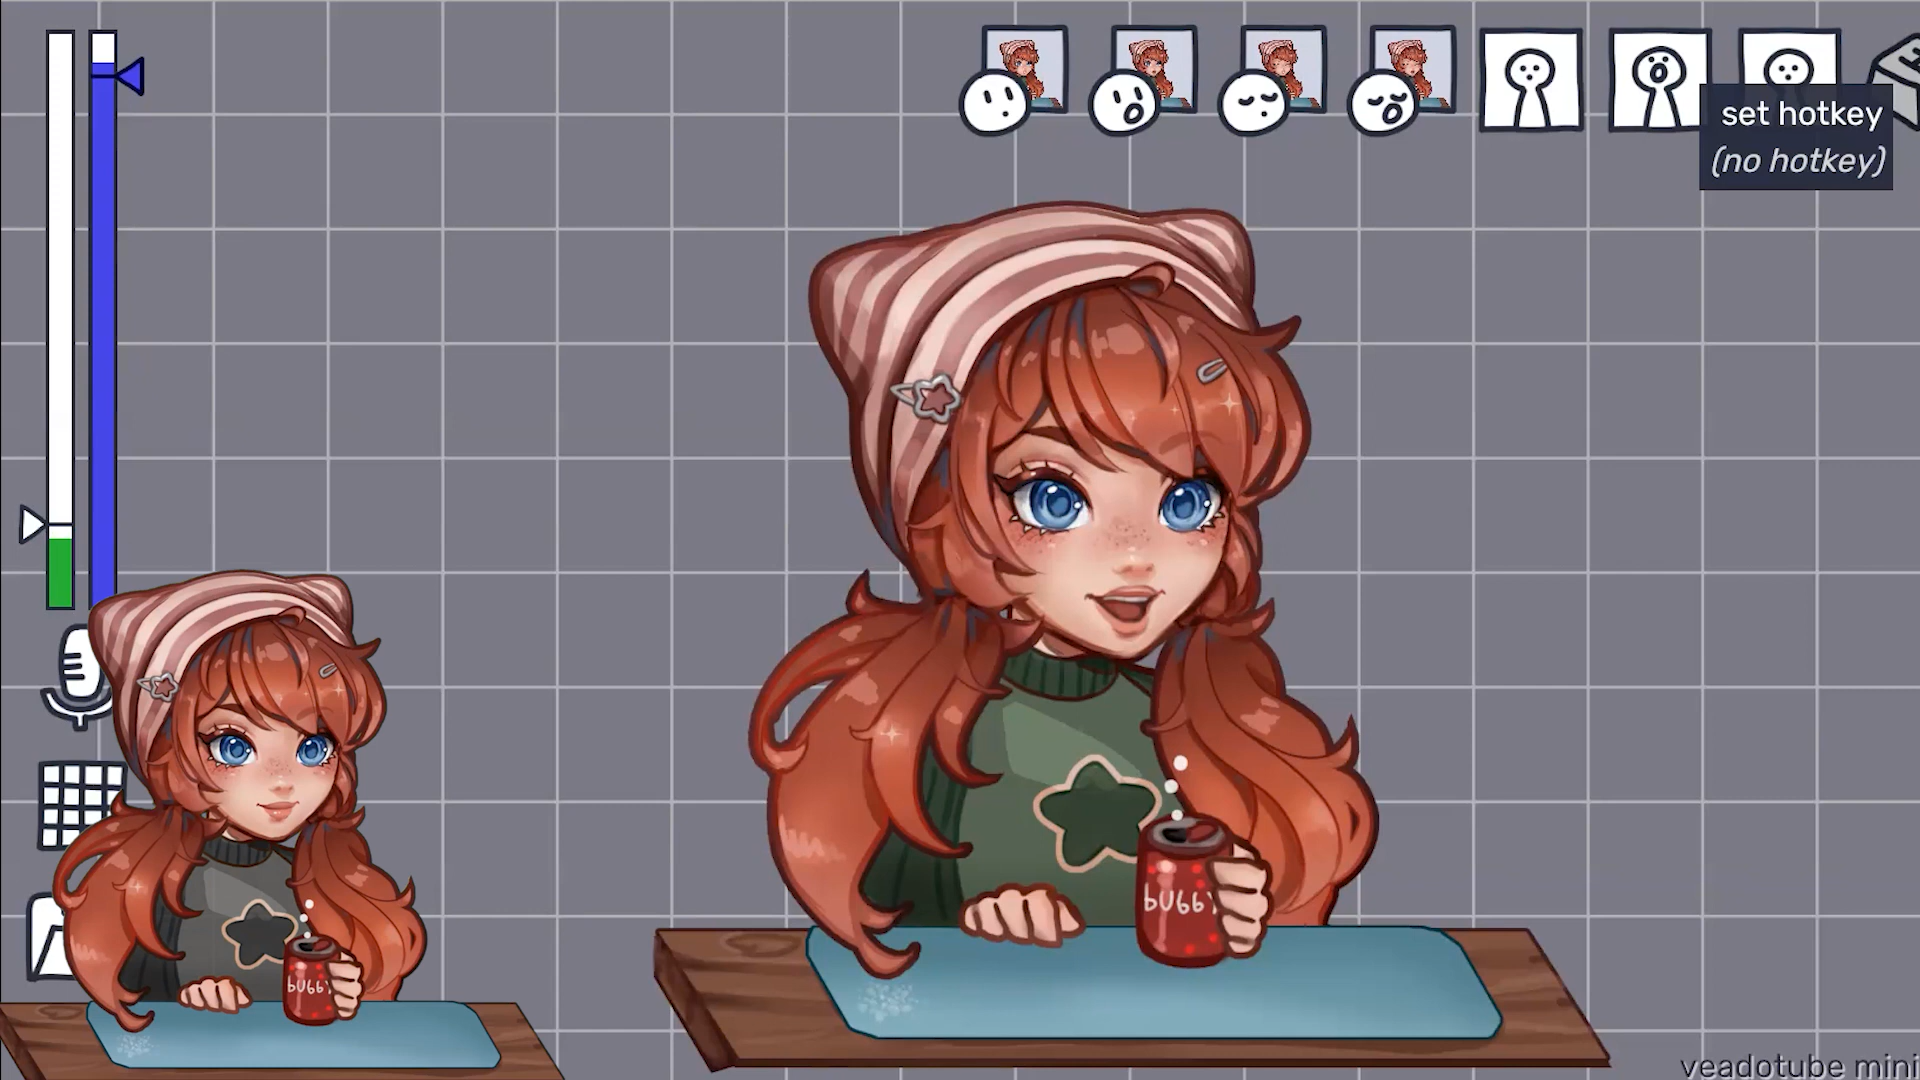 set hotkey
(no hotkey)
bubb
bubb
veadotube mini